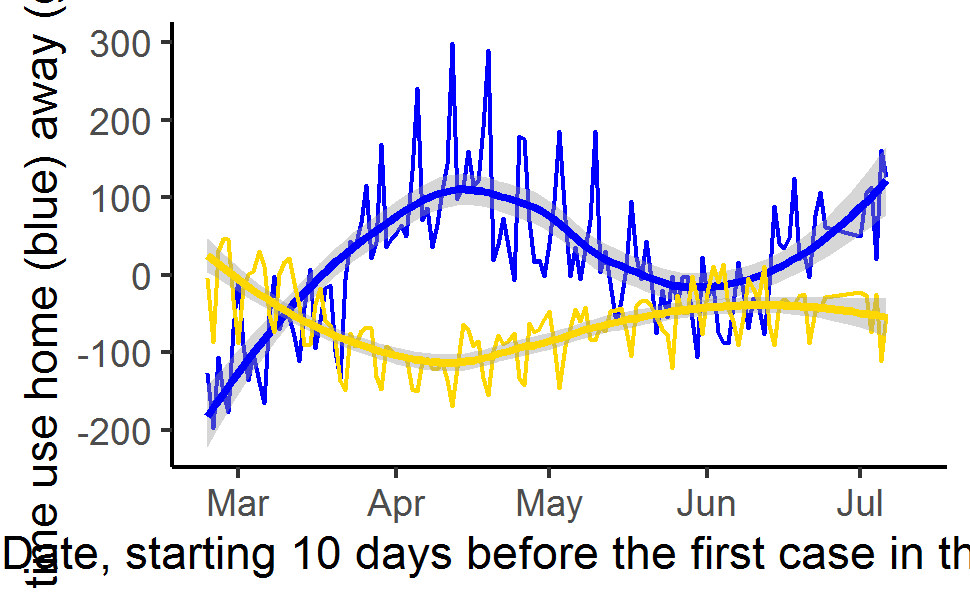 time use home (blue) away (g
300
200
100
0
-100
-200
Mar Apr May Jun Jul
Date, starting 10 days before the first case in th